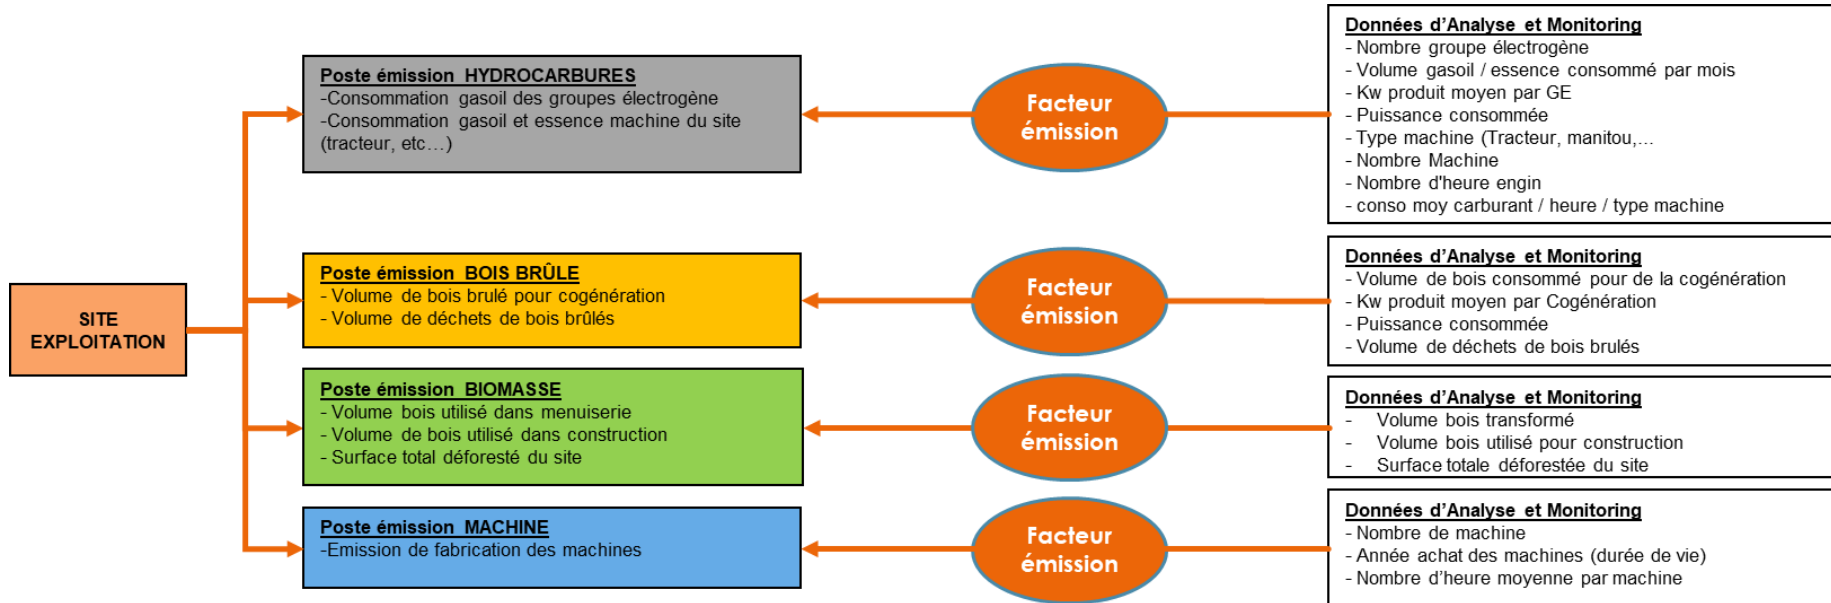 SITE
EXPLOITATION
Poste émission HYDROCARBURES
-Consommation gasoil des groupes électrogène
-Consommation gasoil et essence machine du site
(tracteur, etc…)
Facteur
émission
Données d'Analyse et Monitoring
- Nombre groupe électrogène
- Volume gasoil / essence consommé par mois
- Kw produit moyen par GE
- Puissance consommée
- Type machine (Tracteur, manitou,…
- Nombre Machine
- Nombre d'heure engin
- conso moy carburant / heure / type machine
Poste émission BOIS BRÛLE
- Volume de bois brulé pour cogénération
- Volume de déchets de bois brûlés
Facteur
émission
Données d'Analyse et Monitoring
- Volume de bois consommé pour de la cogénération
- Kw produit moyen par Cogénération
- Puissance consommée
- Volume de déchets de bois brulés
Poste émission BIOMASSE
- Volume bois utilisé dans menuiserie
- Volume de bois utilisé dans construction
- Surface total déforesté du site
Facteur
émission
Données d'Analyse et Monitoring
- Volume bois transformé
- Volume bois utilisé pour construction
- Surface totale déforestée du site
Poste émission MACHINE
-Emission de fabrication des machines
Facteur
émission
Données d'Analyse et Monitoring
- Nombre de machine
- Année achat des machines (durée de vie)
- Nombre d'heure moyenne par machine